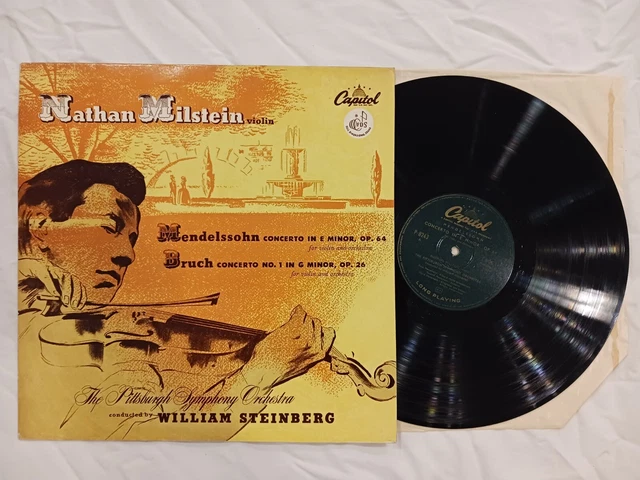 Nathan Milstein violin
Capitol
Mendelssohn CONCERTO IN E MINOR, OP. 64
for violin and orchestra
Bruch CONCERTO NO. 1 IN G MINOR, OP. 26
for violin and orchestra
The Pittsburgh Symphony Orchestra
conducted by WILLIAM STEINBERG
Capitol
LONG PLAYING